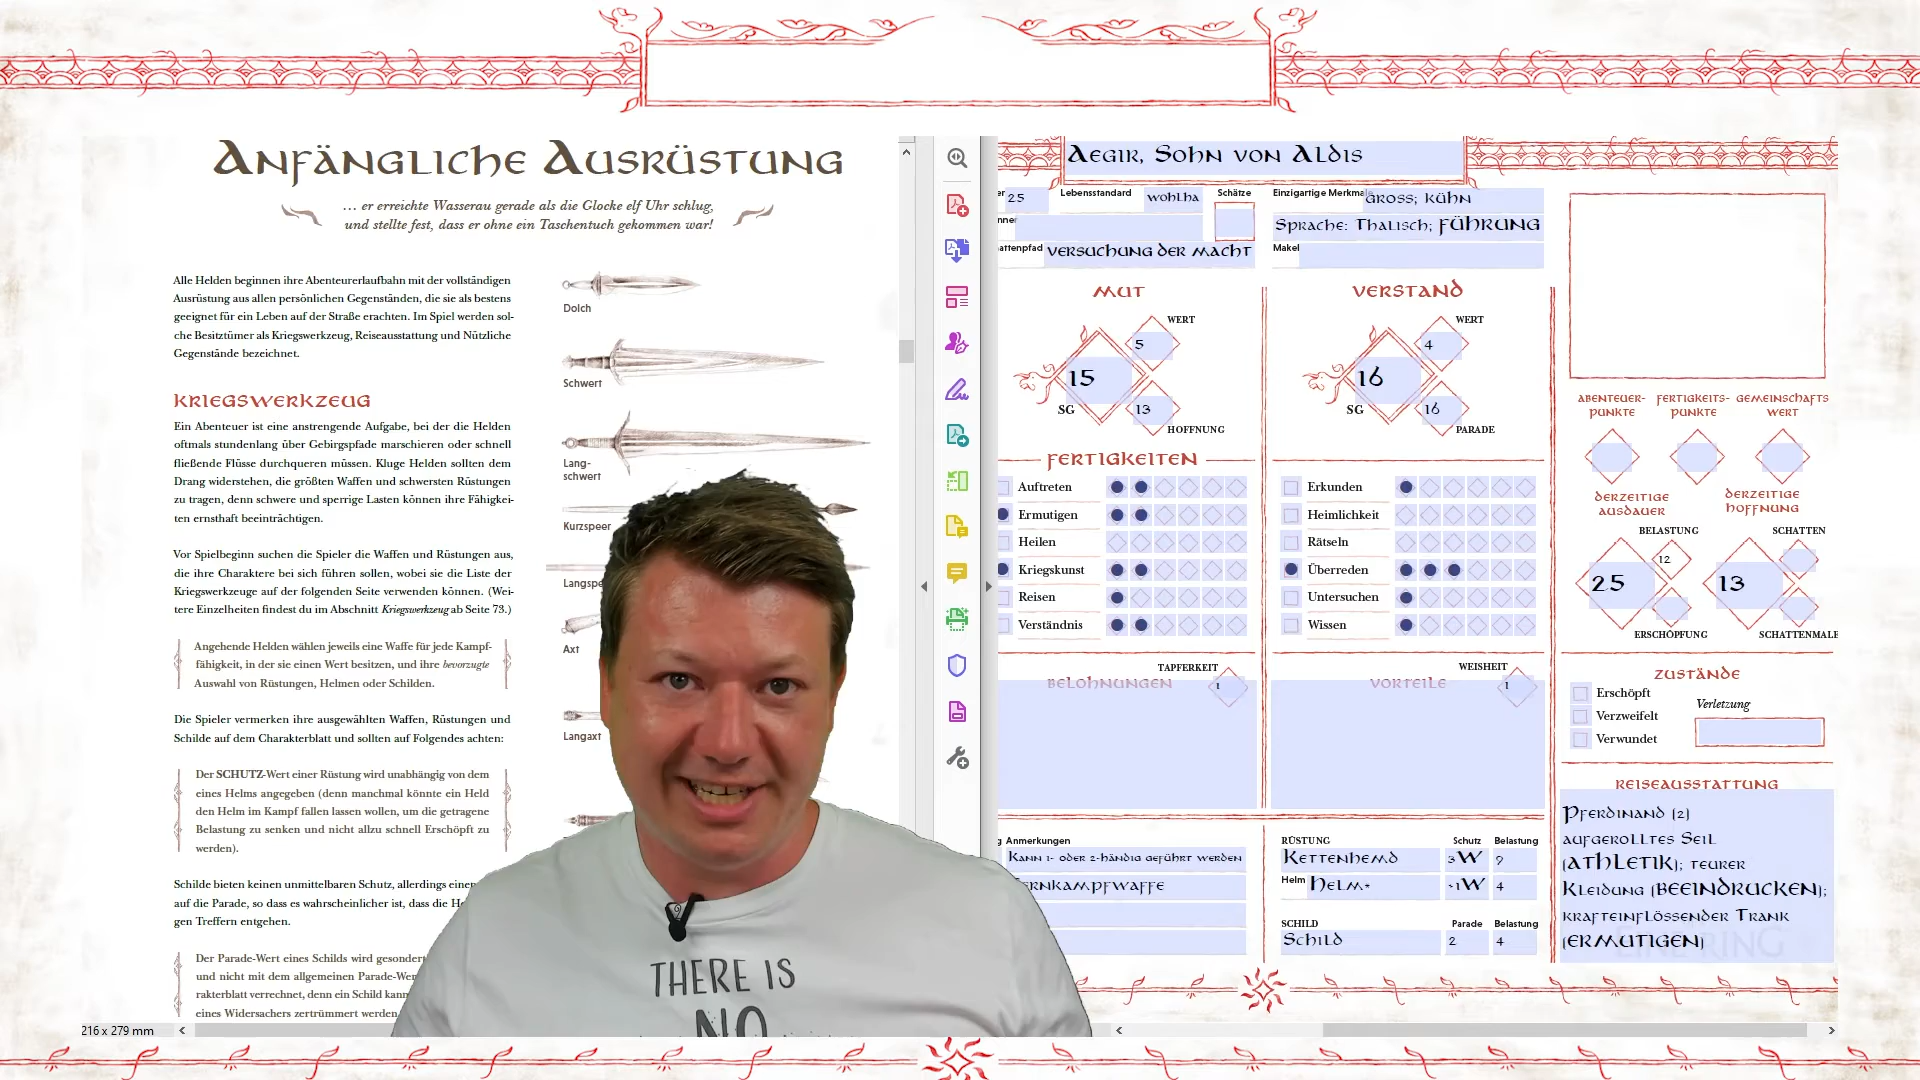 Anfängliche Ausrüstung
... er erreichte Wasserau gerade als die Glocke elf Uhr schlug,
und stellte fest, dass er ohne ein Taschentuch gekommen war!
Alle Helden beginnen ihre Abenteurerlaufbahn mit der vollständigen
Ausrüstung aus allen persönlichen Gegenständen, die sie als bestens
geeignet für ein Leben auf der Straße erachten. Im Spiel werden sol-
che Besitztümer als Kriegswerkzeug, Reiseausstattung und Nützliche
Gegenstände bezeichnet.
Kriegswerkzeug
Ein Abenteuer ist eine anstrengende Aufgabe, bei der die Helden
oftmals stundenlang über Gebirgspfade marschieren oder schnell
fließende Flüsse durchqueren müssen. Kluge Helden sollten dem
Drang widerstehen, die größten Waffen und schwersten Rüstungen
zu tragen, denn schwere und sperrige Lasten können ihre Fähigkei-
ten ernsthaft beeinträchtigen.
Vor Spielbeginn suchen die Spieler die Waffen und Rüstungen aus,
die ihre Charaktere bei sich führen sollen, wobei sie die Liste der
Kriegswerkzeuge auf der folgenden Seite verwenden können. (Wei-
tere Einzelheiten findest du im Abschnitt Kriegswerkzeug ab Seite 73.)
Angehende Helden wählen jeweils eine Waffe für jede Kampf-
fähigkeit, in der sie einen Wert besitzen, und ihre bevorzugte
Auswahl von Rüstungen, Helmen oder Schilden.
Die Spieler vermerken ihre ausgewählten Waffen, Rüstungen und
Schilde auf dem Charakterblatt und sollten auf Folgendes achten:
Der SCHUTZ-Wert einer Rüstung wird unabhängig von dem
eines Helms angegeben (denn manchmal könnte ein Held
den Helm im Kampf fallen lassen wollen, um die getragene
Belastung zu senken und nicht allzu schnell Erschöpft zu
werden).
Schilde bieten keinen unmittelbaren Schutz, allerdings
auf die Parade, so dass es wahrscheinlicher ist, dass die
gen Treffern entgehen.
Der Parade-Wert eines Schilds wird
und nicht mit dem allgemeinen
rakterblatt verrechnet, denn ein Schild kann
eines Widersachers zertrümmert werden
216 x 279 mm
Dolch
Schwert
Lang-
schwert
Kurzspeer
Axt
Langaxt
THERE IS
NO
Aegir, Sohn von Aldis
25
Lebensstandard
wohlha
Schätze
Einzigartige
Gross; kühn
Sprache: Thalisch; Führung
Versuchung der Macht
Makel
Mut
WERT
5
15
SG
13
HOFFNUNG
Verstand
WERT
4
16
SG
16
PARADE
Fertigkeiten
Auftreten
Ermutigen
Heilen
Kriegskunst
Reisen
Verständnis
Erkunden
Heimlichkeit
Rätseln
Überreden
Untersuchen
Wissen
TAPFERKEIT
1
Belohnungen
WEISHEIT
1
Vorteile
Anmerkungen
Kann 1- oder 2-händig geführt werden
RÜSTUNG
Schutz
Belastung
Kettenhemd
3W
9
Helm
Helm*
+1W
4
SCHILD
Parade
Belastung
Schild
2
4
Abenteuer-
punkte
Fertigkeits-
punkte
Gemeinschafts
wert
Derzeitige
Ausdauer
Derzeitige
Hoffnung
BELASTUNG
12
25
ERSCHÖPFUNG
SCHATTEN
13
SCHATTENMALE
Zustände
Erschöpft
Verzweifelt
Verwundet
Verletzung
Reiseausstattung
Pferdinand (2)
aufgerolltes Seil
(Athletik); teurer
Kleidung (beeindrucken);
krafteinflössender Trank
(Ermutigen)